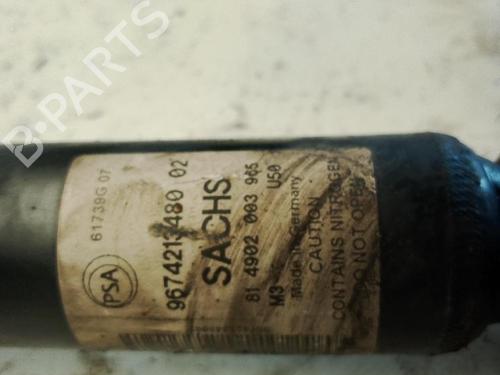 61739G 07
PSA
9674213480 02
SACHS
81 4902 003 965
M3 U50
Made in Germany
CAUTION
CONTAINS NITROGEN
DO NOT OPEN
B-PARTS